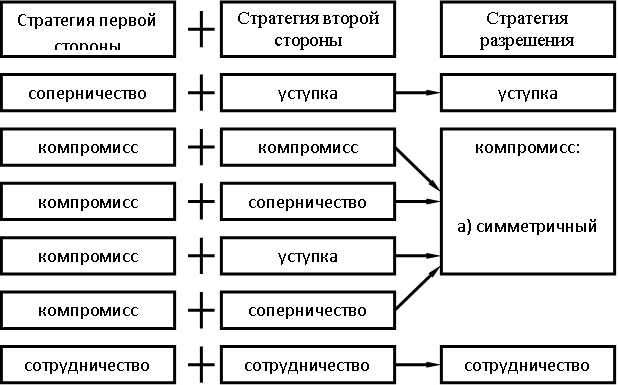 Стратегия первой
стороны
+
Стратегия второй
стороны
Стратегия
разрешения
соперничество
+
уступка
уступка
компромисс
+
компромисс
компромисс:
компромисс
+
соперничество
а) симметричный
компромисс
+
уступка
компромисс
+
соперничество
сотрудничество
+
сотрудничество
сотрудничество